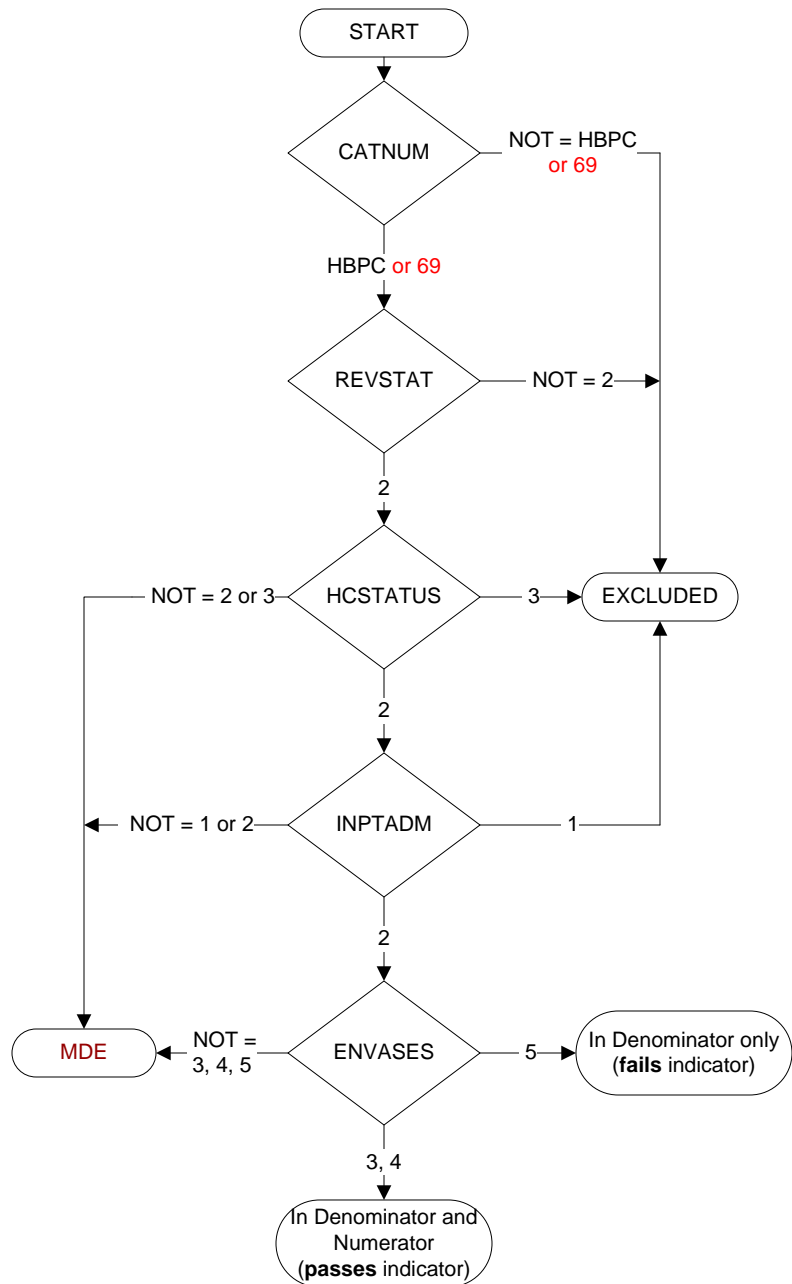 START
CATNUM
NOT = HBPC
or 69
HBPC or 69
REVSTAT
NOT = 2
2
NOT = 2 or 3
HCSTATUS
3
EXCLUDED
2
NOT = 1 or 2
INPTADM
1
2
MDE
NOT =
3, 4, 5
ENVASES
5
In Denominator only
(fails indicator)
3, 4
In Denominator and
Numerator
(passes indicator)